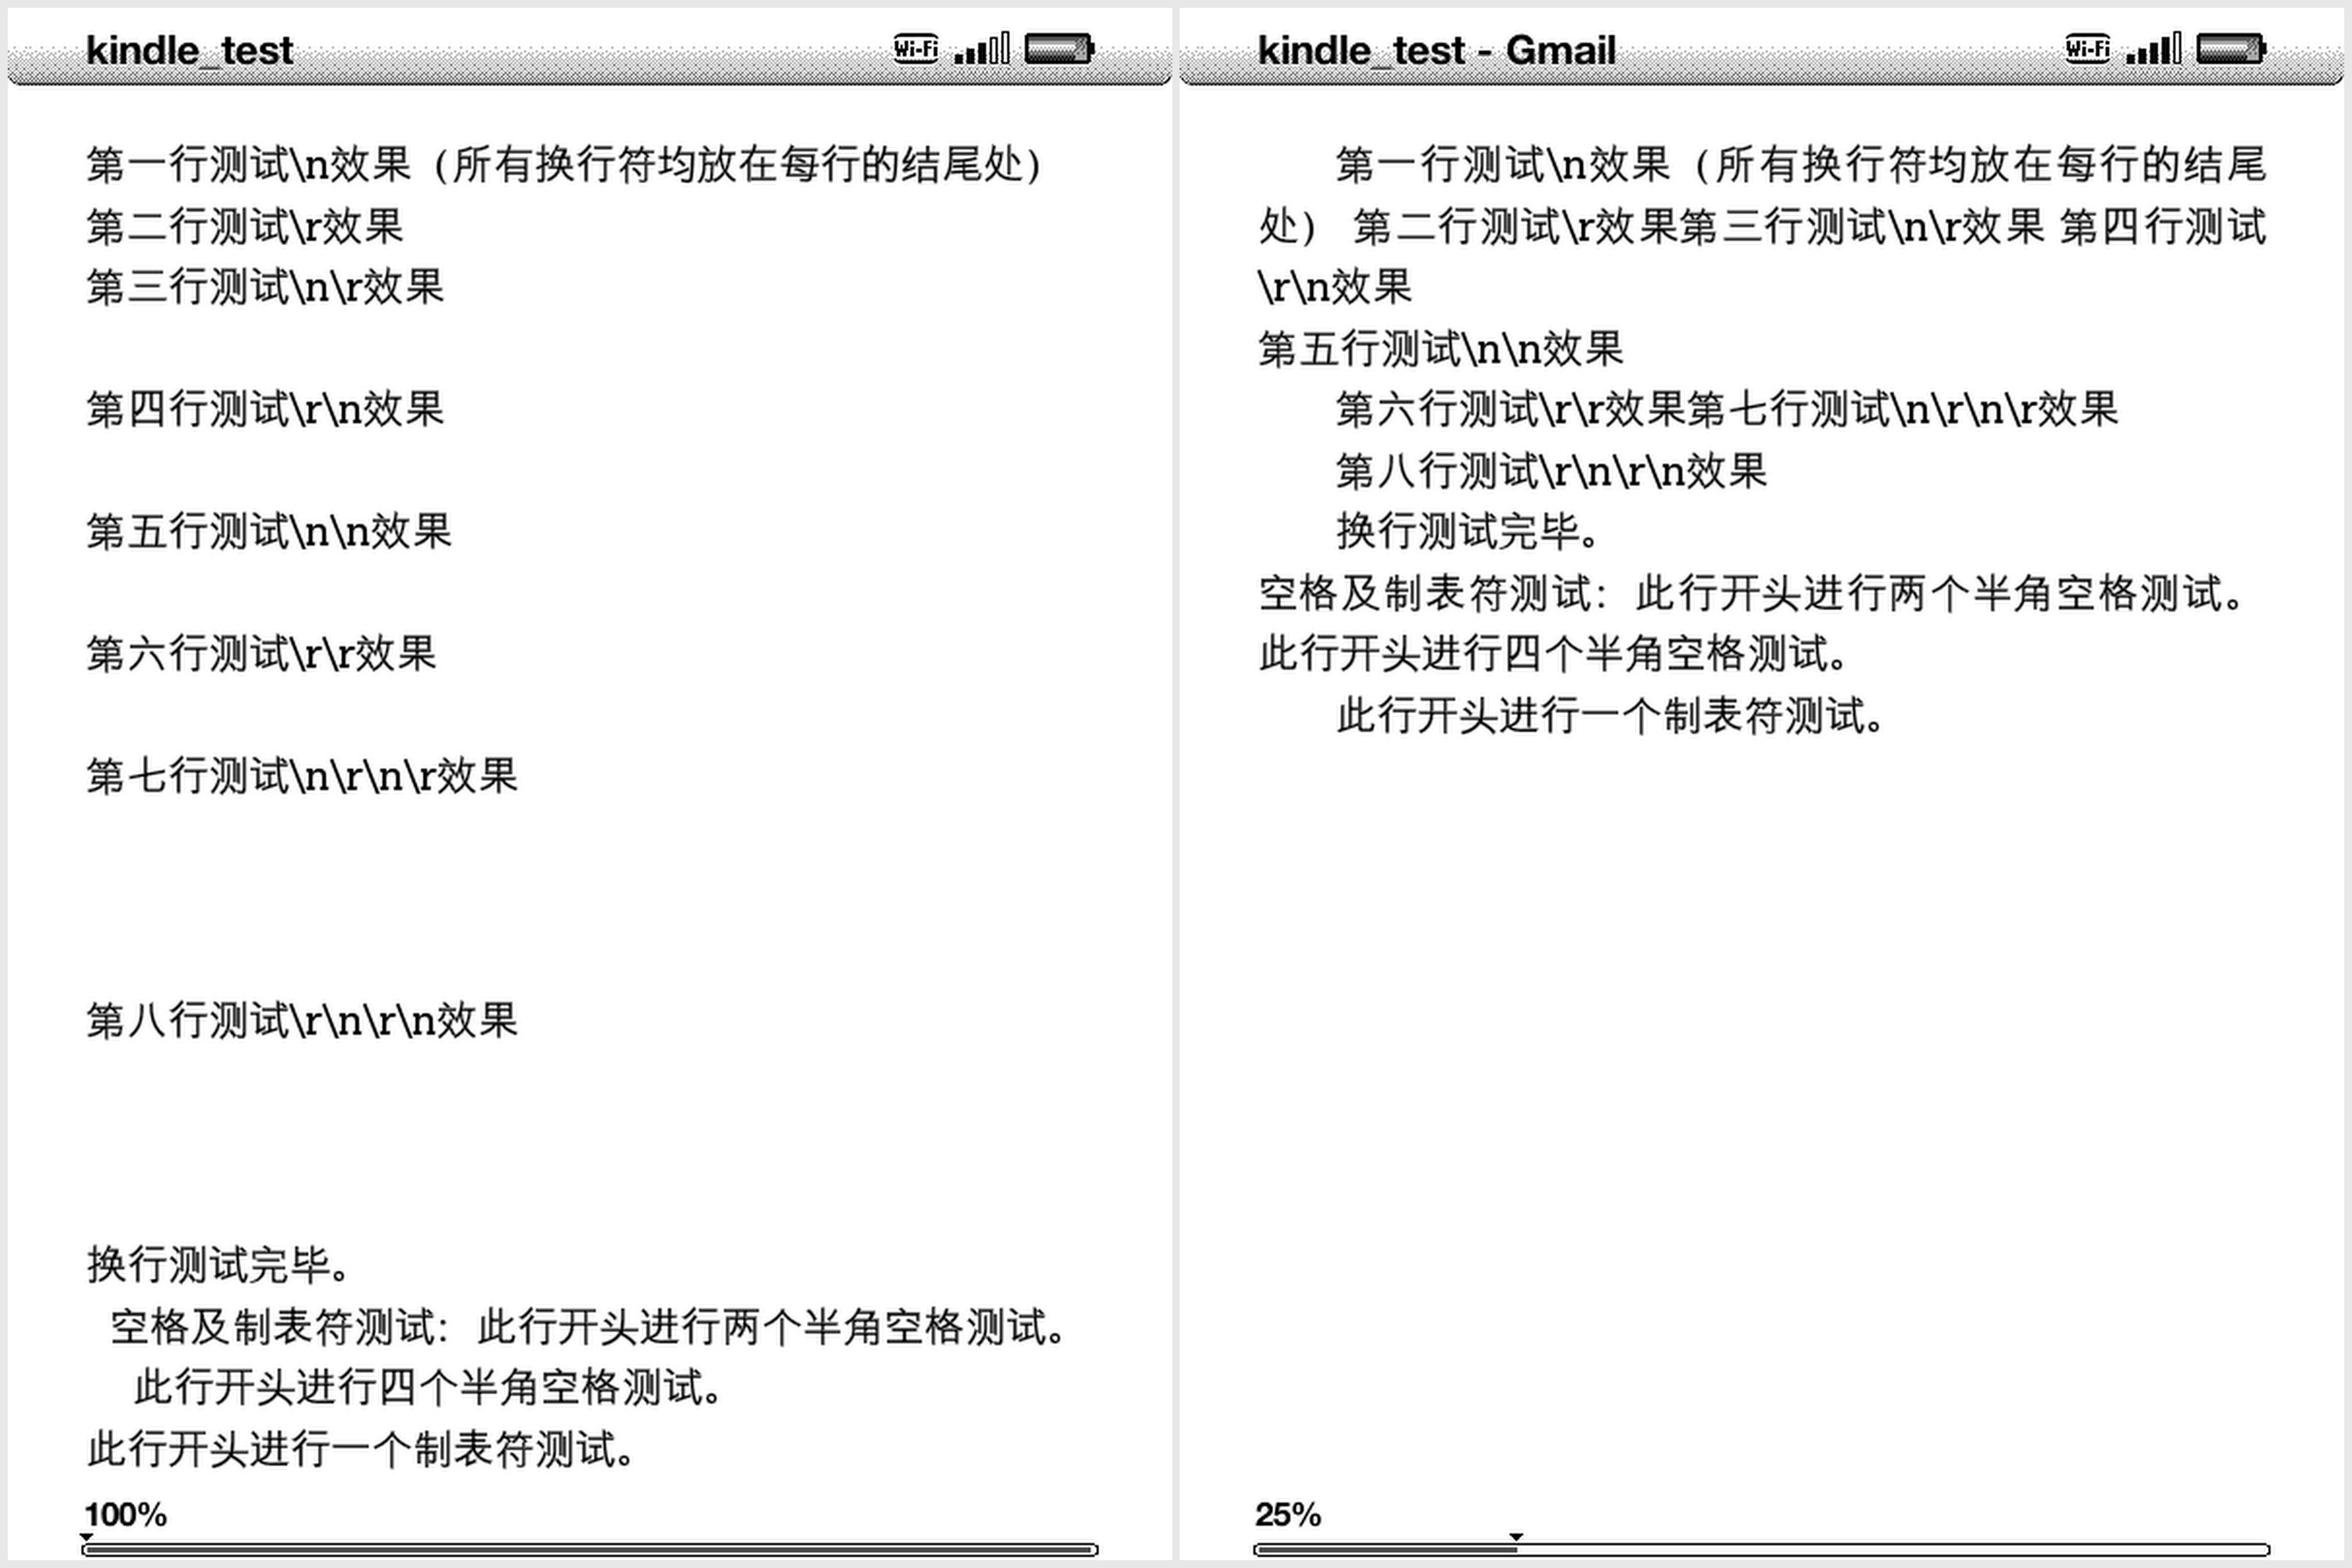 kindle_test
Wi-Fi
第一行测试\n效果（所有换行符均放在每行的结尾处）
第二行测试\r效果
第三行测试\n\r效果
第四行测试\r\n效果
第五行测试\n\n效果
第六行测试\r\r效果
第七行测试\n\r\n\r效果
第八行测试\r\n\r\n效果
换行测试完毕。
空格及制表符测试：此行开头进行两个半角空格测试。
此行开头进行四个半角空格测试。
此行开头进行一个制表符测试。
100%
kindle_test - Gmail
Wi-Fi
第一行测试\n效果（所有换行符均放在每行的结尾
处） 第二行测试\r效果第三行测试\n\r效果 第四行测试
\r\n效果
第五行测试\n\n效果
第六行测试\r\r效果第七行测试\n\r\n\r效果
第八行测试\r\n\r\n效果
换行测试完毕。
空格及制表符测试：此行开头进行两个半角空格测试。
此行开头进行四个半角空格测试。
此行开头进行一个制表符测试。
25%